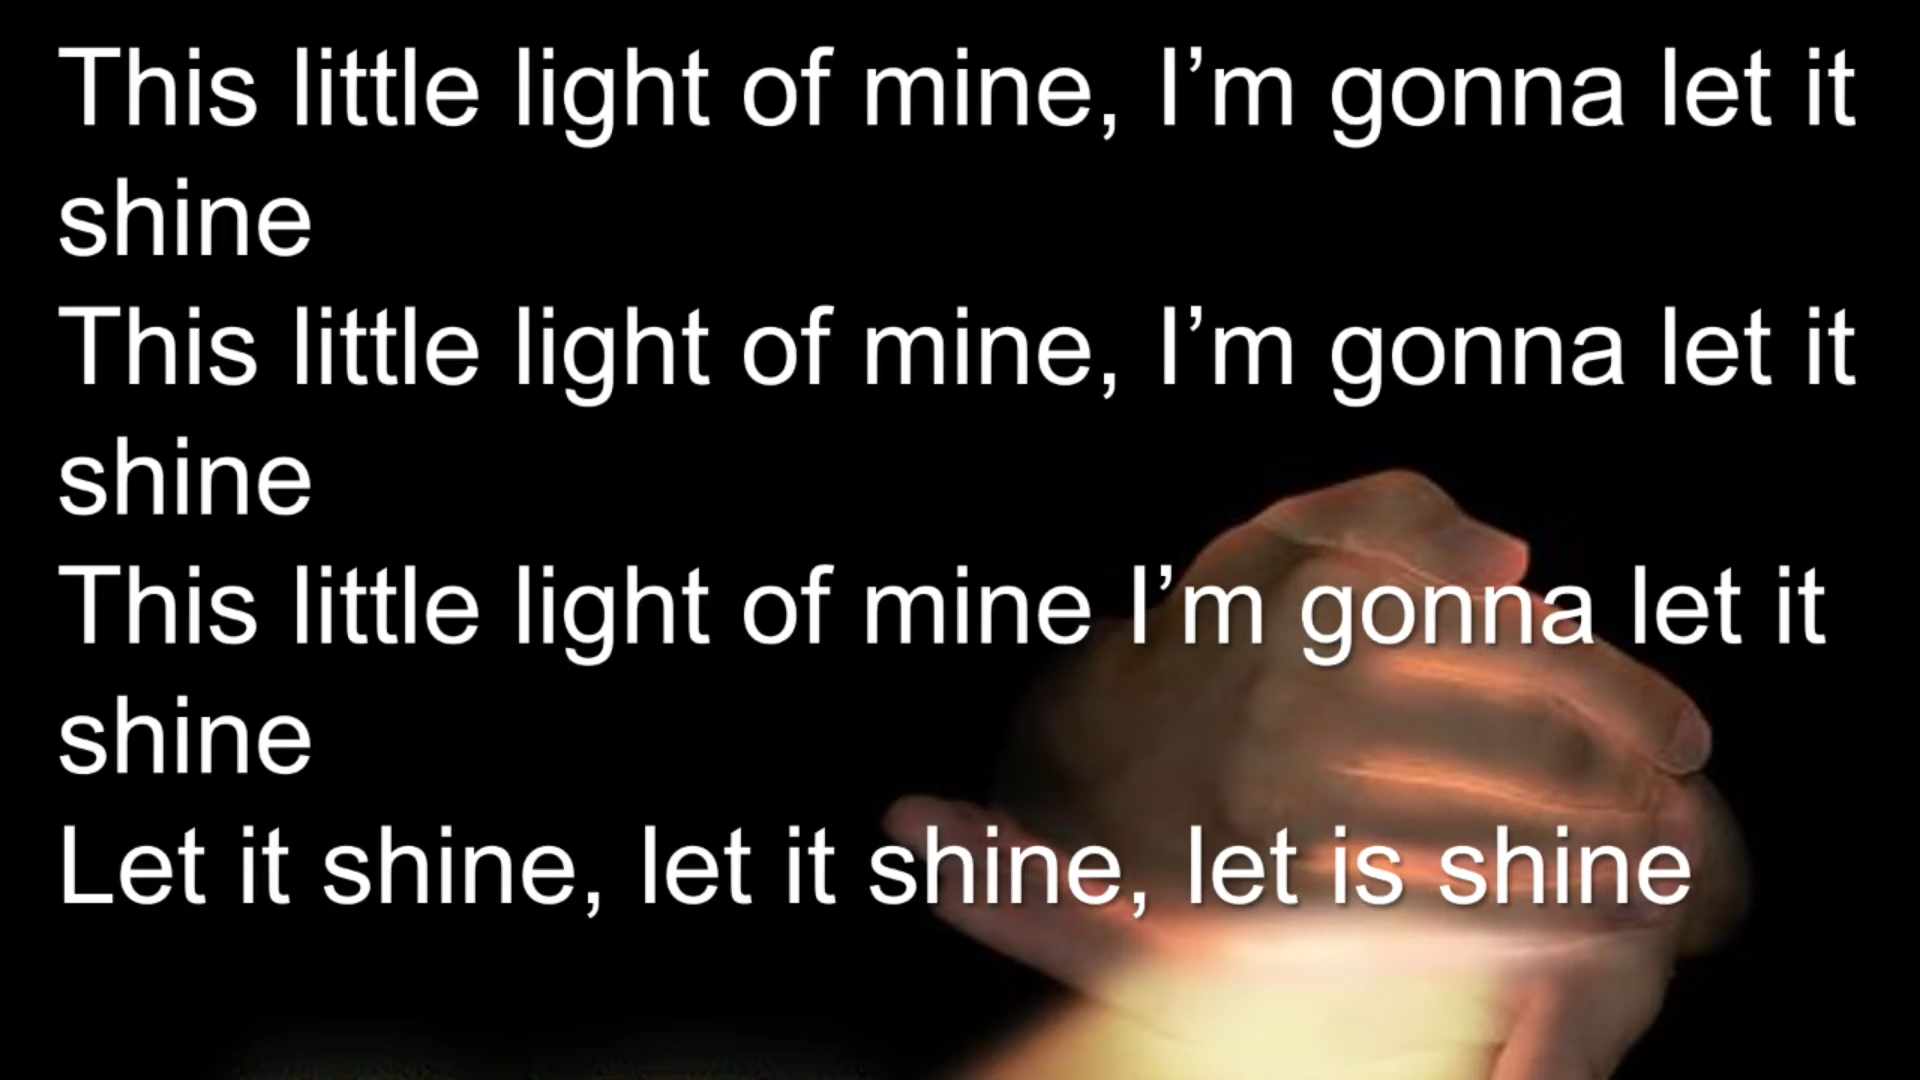 This little light of mine, I’m gonna let it
shine
This little light of mine, I’m gonna let it
shine
This little light of mine I’m gonna let it
shine
Let it shine, let it shine, let is shine